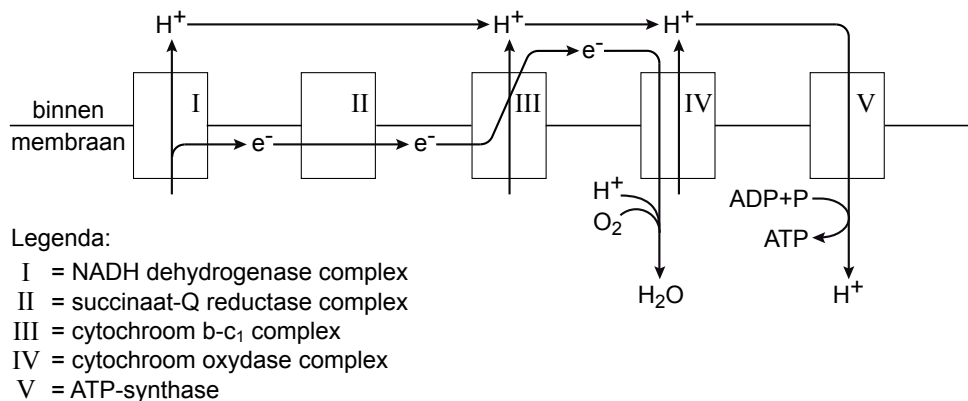 H⁺ H⁺ H⁺
e⁻
I II III IV V
binnen
membraan
e⁻ e⁻
H⁺
O₂
ADP+P
ATP
H₂O
H⁺
Legenda:
I = NADH dehydrogenase complex
II = succinaat-Q reductase complex
III = cytochroom b-c₁ complex
IV = cytochroom oxydase complex
V = ATP-synthase